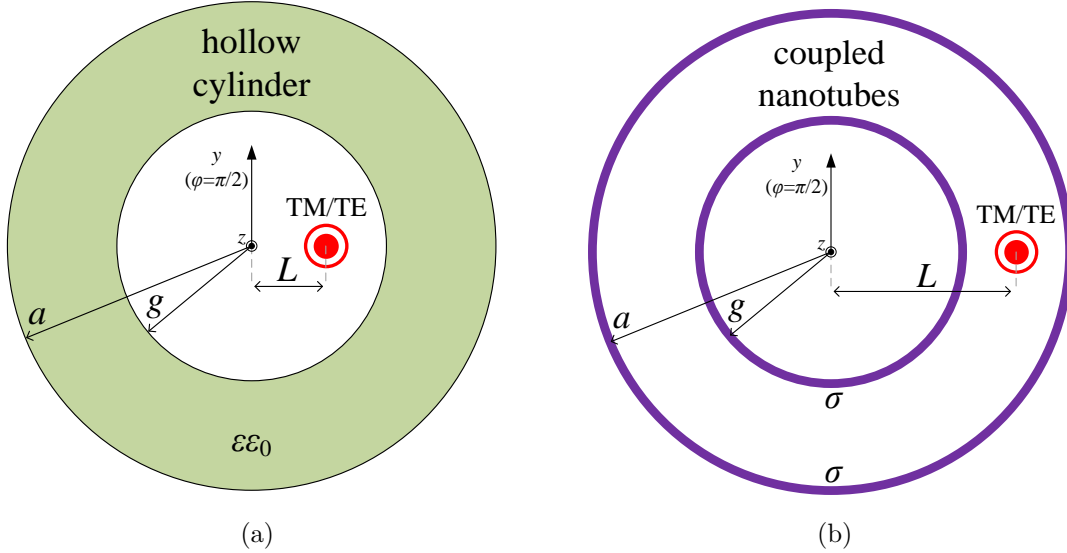 hollow
cylinder
y
(φ=π/2)
TM/TE
z
L
a
g
εε₀
(a)
coupled
nanotubes
y
(φ=π/2)
TM/TE
z
L
a
g
σ
σ
(b)